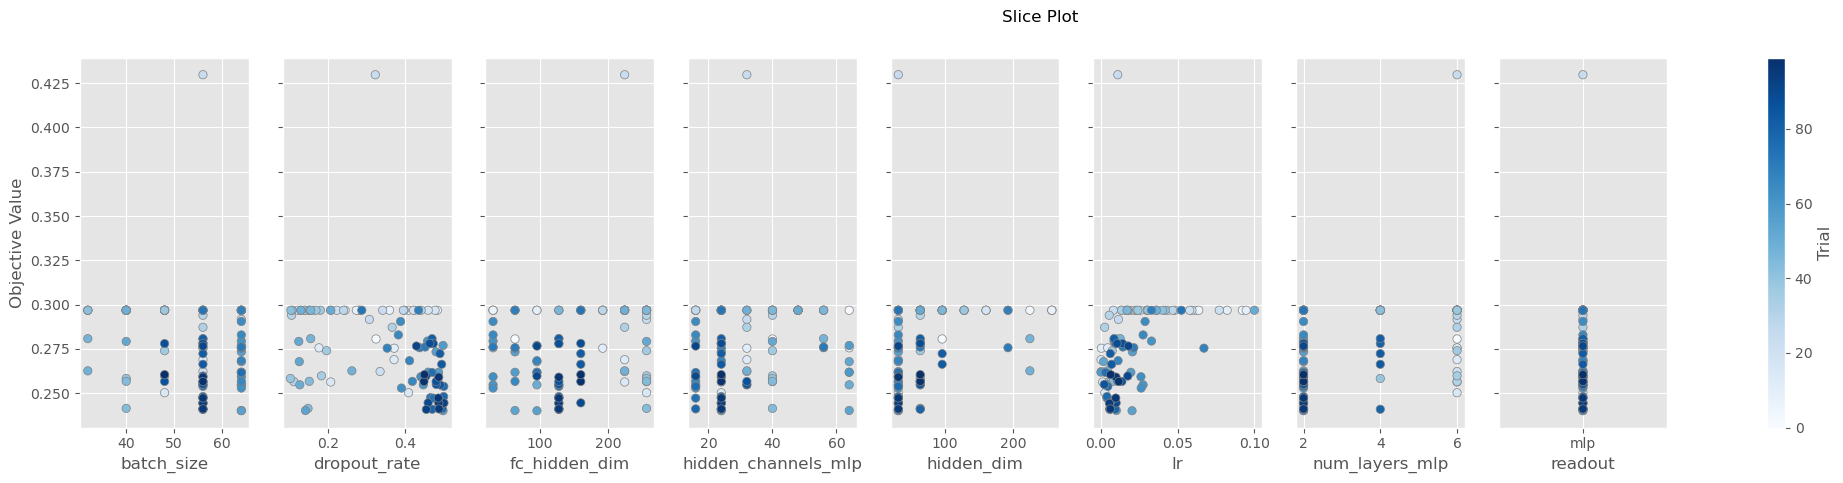 Slice Plot
Objective Value
0.425
0.400
0.375
0.350
0.325
0.300
0.275
0.250
40 50 60
batch_size
0.2 0.4
dropout_rate
100 200
fc_hidden_dim
20 40 60
hidden_channels_mlp
100 200
hidden_dim
0.00 0.05 0.10
lr
2 4 6
num_layers_mlp
mlp
readout
80
60
40
20
0
Trial